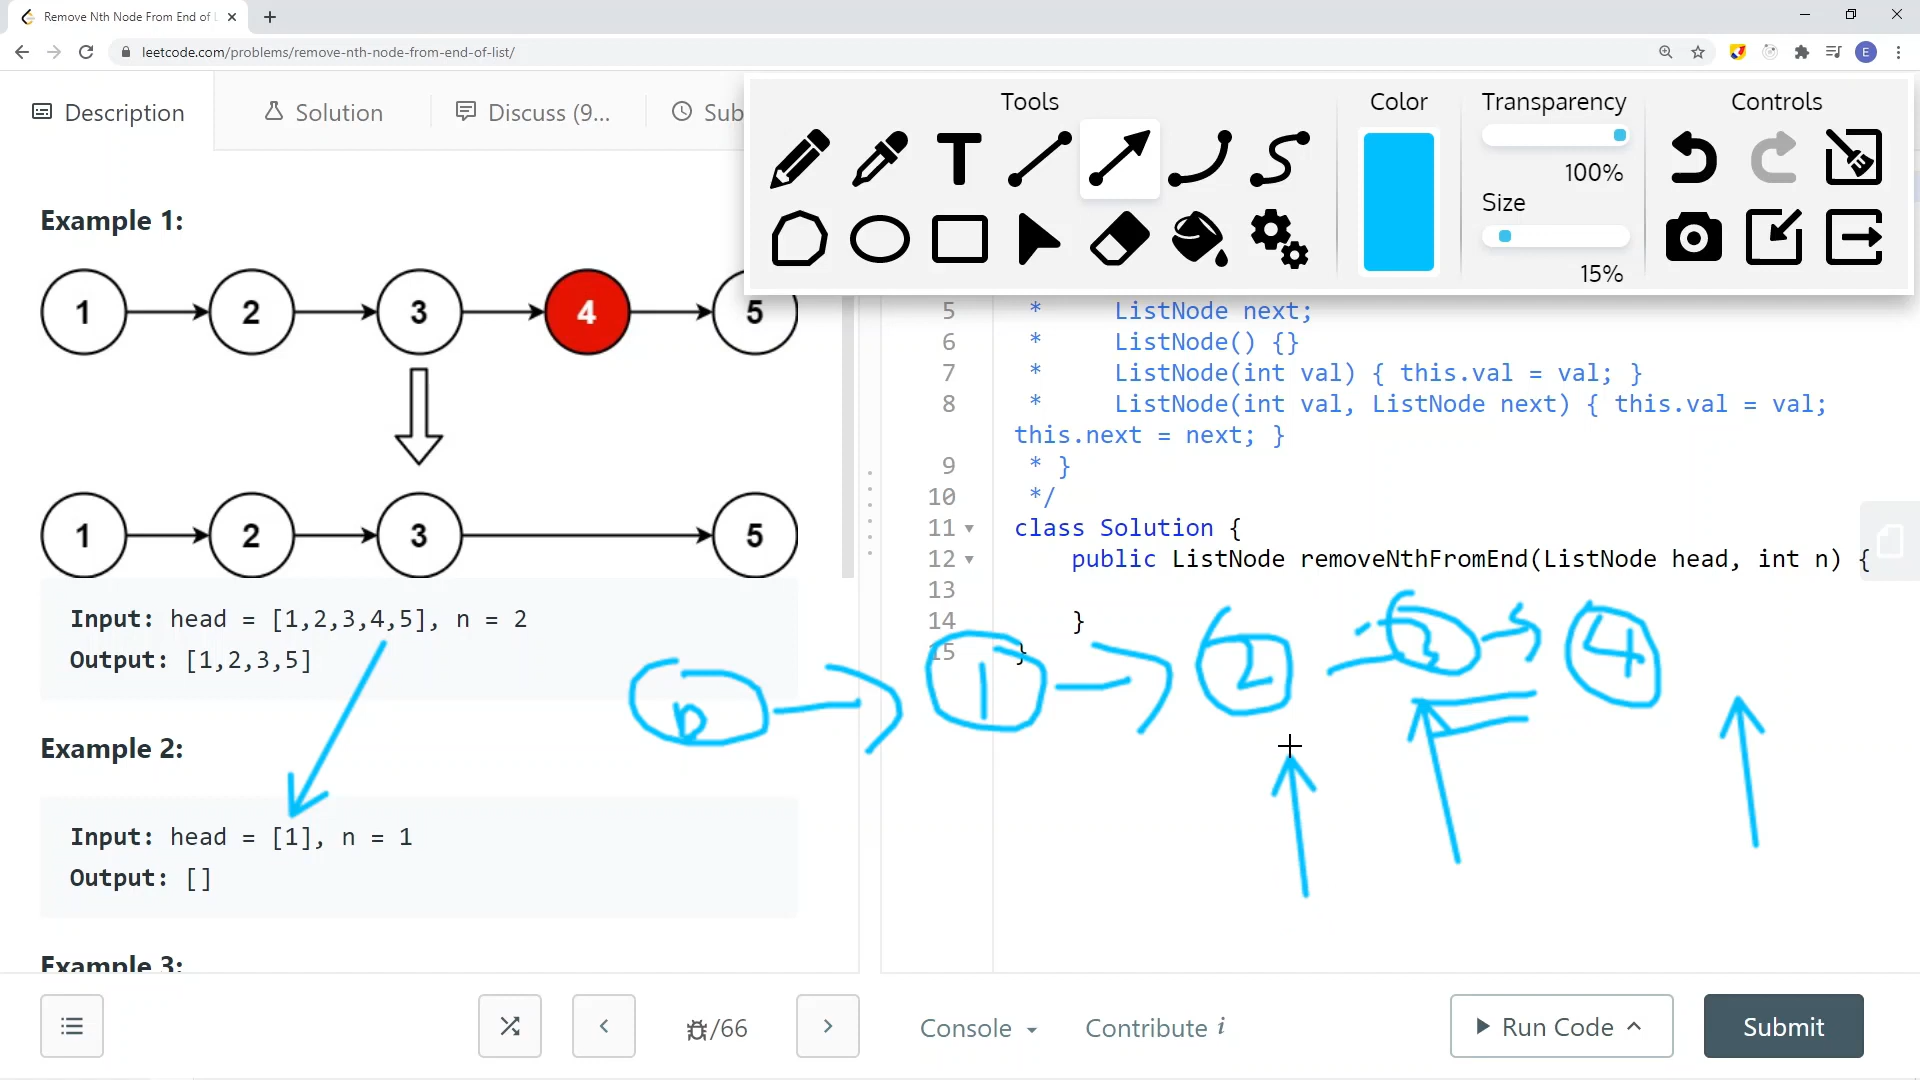 Remove Nth Node From End of L
leetcode.com/problems/remove-nth-node-from-end-of-list/
E
Description
Solution
Discuss (9...
Sub
Tools
Color
Transparency
100%
Size
15%
Controls
Example 1:
1 2 3 4 5
1 2 3 5
Input: head = [1,2,3,4,5], n = 2
Output: [1,2,3,5]
Example 2:
Input: head = [1], n = 1
Output: []
Example 3:
5 * ListNode next;
6 * ListNode() {}
7 * ListNode(int val) { this.val = val; }
8 * ListNode(int val, ListNode next) { this.val = val;
this.next = next; }
9 * }
10 */
11 class Solution {
12 public ListNode removeNthFromEnd(ListNode head, int n) {
13
14 }
15 }
D 1 2 3 4
/66
Console
Contribute i
Run Code
Submit